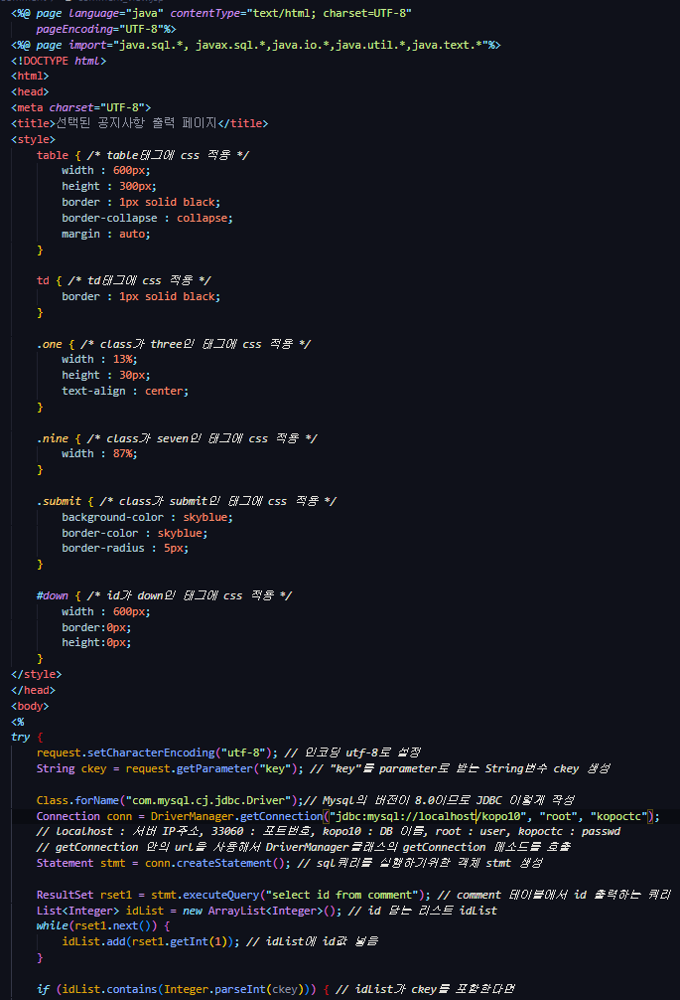 <%@ page language="java" contentType="text/html; charset=UTF-8"
    pageEncoding="UTF-8"%>
<%@ page import="java.sql.*, javax.sql.*,java.io.*,java.util.*,java.text.*"%>
<!DOCTYPE html>
<html>
<head>
<meta charset="UTF-8">
<title>선택된 공지사항 출력 페이지</title>
<style>
    table { /* table태그에 css 적용 */
        width : 600px;
        height : 300px;
        border : 1px solid black;
        border-collapse : collapse;
        margin : auto;
    }

    td { /* td태그에 css 적용 */
        border : 1px solid black;
    }

    .one { /* class가 three인 태그에 css 적용 */
        width : 13%;
        height : 30px;
        text-align : center;
    }

    .nine { /* class가 seven인 태그에 css 적용 */
        width : 87%;
    }

    .submit { /* class가 submit인 태그에 css 적용 */
        background-color : skyblue;
        border-color : skyblue;
        border-radius : 5px;
    }

    #down { /* id가 down인 태그에 css 적용 */
        width : 600px;
        border:0px;
        height:0px;
    }
</style>
</head>
<body>
<%
try {
    request.setCharacterEncoding("utf-8"); // 인코딩 utf-8로 설정
    String ckey = request.getParameter("key"); // "key"를 parameter로 받는 String변수 ckey 생성

    Class.forName("com.mysql.cj.jdbc.Driver");// Mysql의 버전이 8.0이므로 JDBC 이렇게 작성
    Connection conn = DriverManager.getConnection("jdbc:mysql://localhost/kopo10", "root", "kopoctc");
    // localhost : 서버 IP주소, 33060 : 포트번호, kopo10 : DB 이름, root : user, kopoctc : passwd
    // getConnection 안의 url을 사용해서 DriverManager클래스의 getConnection 메소드를 호출
    Statement stmt = conn.createStatement(); // sql쿼리를 실행하기위한 객체 stmt 생성

    ResultSet rset1 = stmt.executeQuery("select id from comment"); // comment 테이블에서 id 출력하는 쿼리
    List<Integer> idList = new ArrayList<Integer>(); // id 담는 리스트 idList
    while(rset1.next()) {
        idList.add(rset1.getInt(1)); // idList에 id값 넣음
    }

    if (idList.contains(Integer.parseInt(ckey))) { // idList가 ckey를 포함한다면